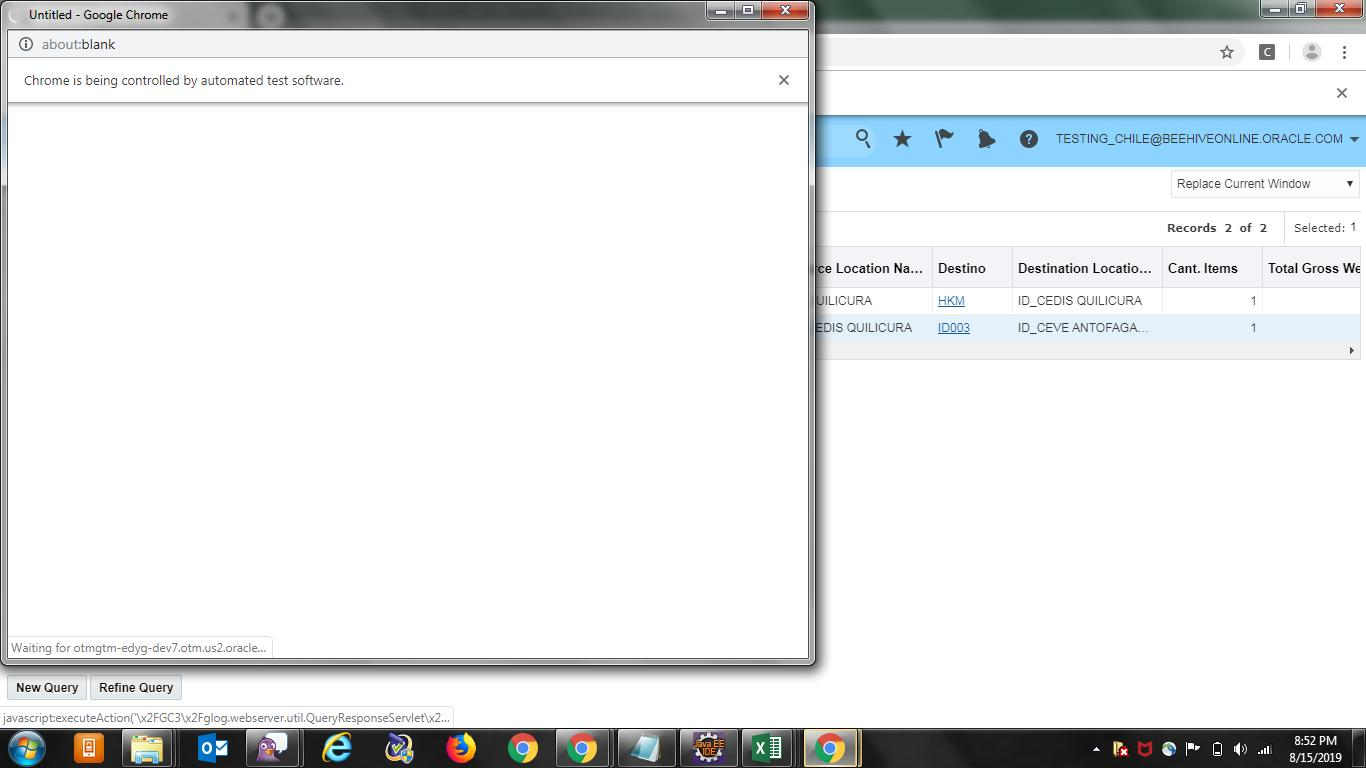 Untitled - Google Chrome
about:blank
Chrome is being controlled by automated test software.
C
TESTING_CHILE@BEEHIVEONLINE.ORACLE.COM
Replace Current Window
Records 2 of 2
Selected: 1
rce Location Na... Destino Destination Locatio... Cant. Items Total Gross We
UILICURA HKM ID_CEDIS QUILICURA 1
EDIS QUILICURA ID003 ID_CEVE ANTOFAGA... 1
Waiting for otmgtm-edyg-dev7.otm.us2.oracle...
New Query Refine Query
javascript:executeAction('\x2FGC3\x2Fglog.webserver.util.QueryResponseServlet\x2...
Java EE
IDE
8:52 PM
8/15/2019